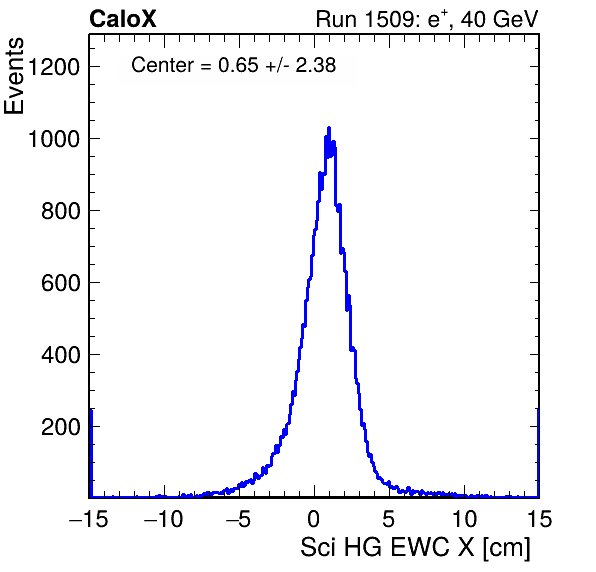 CaloX Run 1509: e⁺, 40 GeV
Events
Center = 0.65 +/- 2.38
1200
1000
800
600
400
200
−15 −10 −5 0 5 10 15
Sci HG EWC X [cm]